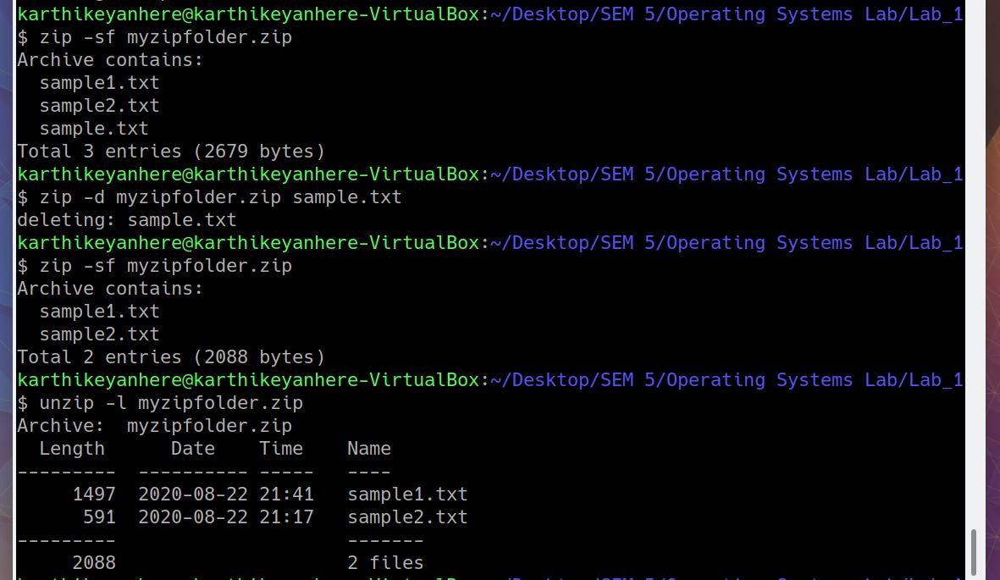 karthikeyanhere@karthikeyanhere-VirtualBox:~/Desktop/SEM 5/Operating Systems Lab/Lab_1
$ zip -sf myzipfolder.zip
Archive contains:
  sample1.txt
  sample2.txt
  sample.txt
Total 3 entries (2679 bytes)
karthikeyanhere@karthikeyanhere-VirtualBox:~/Desktop/SEM 5/Operating Systems Lab/Lab_1
$ zip -d myzipfolder.zip sample.txt
deleting: sample.txt
karthikeyanhere@karthikeyanhere-VirtualBox:~/Desktop/SEM 5/Operating Systems Lab/Lab_1
$ zip -sf myzipfolder.zip
Archive contains:
  sample1.txt
  sample2.txt
Total 2 entries (2088 bytes)
karthikeyanhere@karthikeyanhere-VirtualBox:~/Desktop/SEM 5/Operating Systems Lab/Lab_1
$ unzip -l myzipfolder.zip
Archive:  myzipfolder.zip
  Length      Date    Time    Name
---------  ---------- -----   ----
     1497  2020-08-22 21:41   sample1.txt
      591  2020-08-22 21:17   sample2.txt
---------                     -------
     2088                     2 files